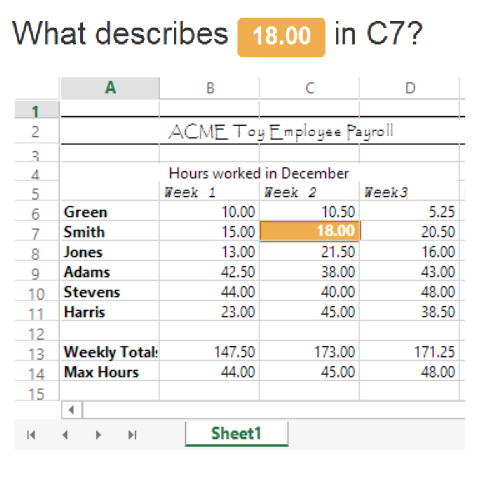 What describes 18.00 in C7?
A B C D
1
2 ACME Toy Employee Payroll
3
4 Hours worked in December
5 Week 1 Week 2 Week3
6 Green 10.00 10.50 5.25
7 Smith 15.00 18.00 20.50
8 Jones 13.00 21.50 16.00
9 Adams 42.50 38.00 43.00
10 Stevens 44.00 40.00 48.00
11 Harris 23.00 45.00 38.50
12
13 Weekly Totals 147.50 173.00 171.25
14 Max Hours 44.00 45.00 48.00
15
Sheet1